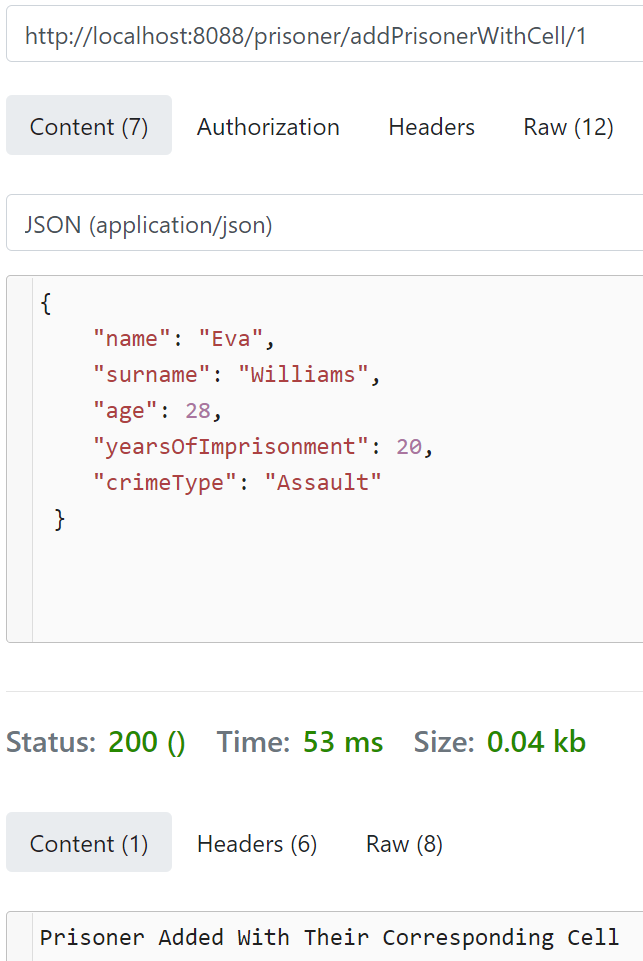 http://localhost:8088/prisoner/addPrisonerWithCell/1
Content (7) Authorization Headers Raw (12)
JSON (application/json)
{
"name": "Eva",
"surname": "Williams",
"age": 28,
"yearsOfImprisonment": 20,
"crimeType": "Assault"
}
Status: 200 () Time: 53 ms Size: 0.04 kb
Content (1) Headers (6) Raw (8)
Prisoner Added With Their Corresponding Cell